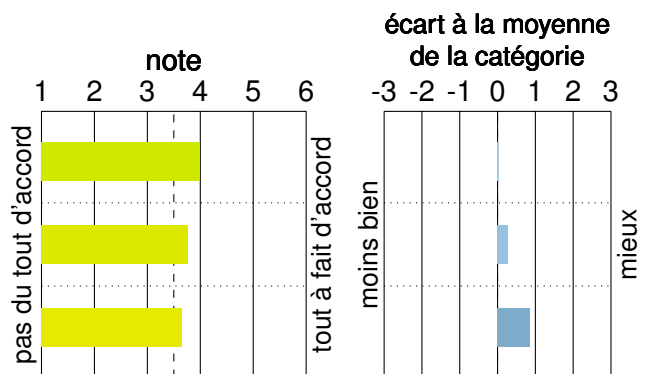 note
1 2 3 4 5 6
pas du tout d'accord
tout à fait d'accord
écart à la moyenne
de la catégorie
-3 -2 -1 0 1 2 3
moins bien
mieux